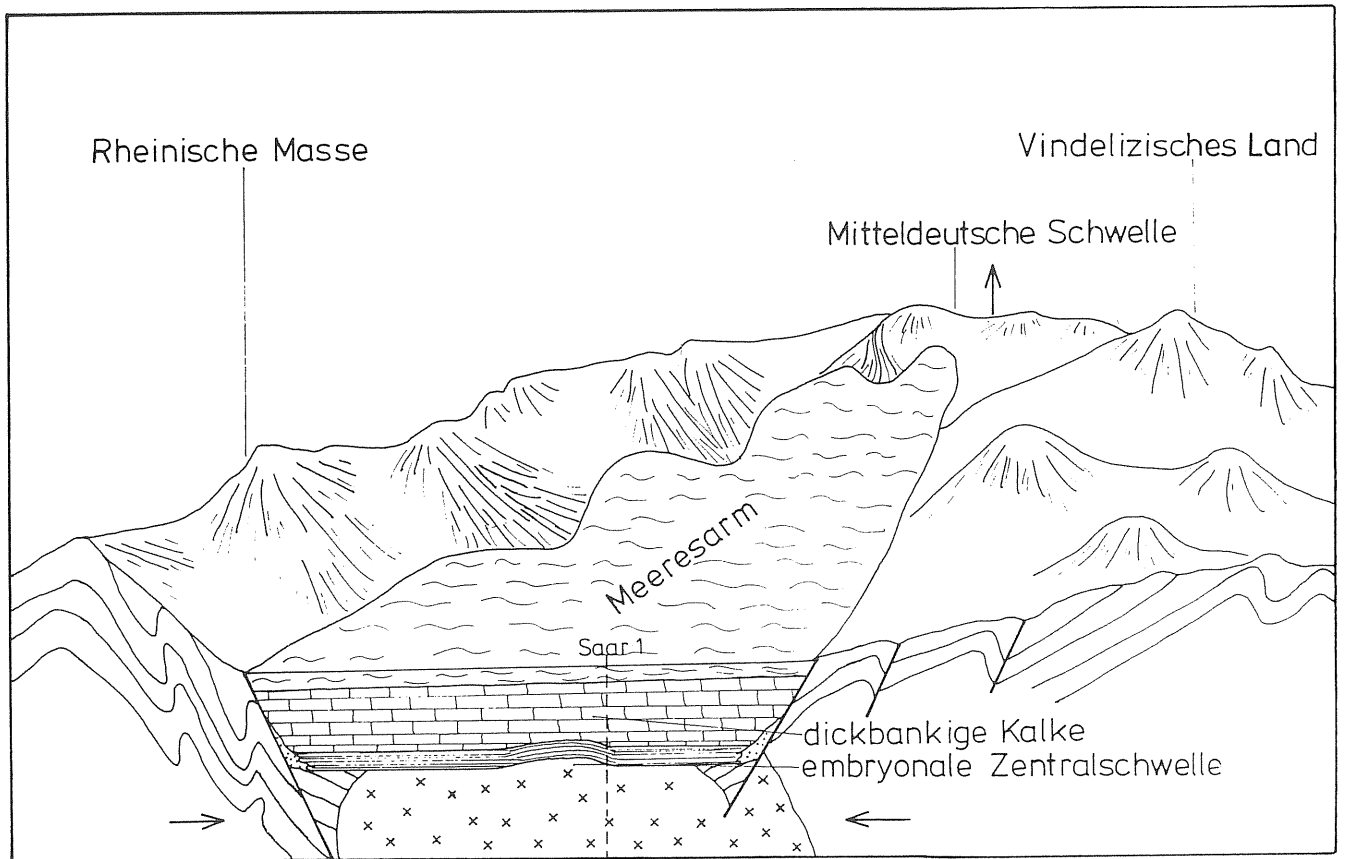 Rheinische Masse
Vindelizisches Land
Mitteldeutsche Schwelle
Meeresarm
Saar 1
dickbankige Kalke
embryonale Zentralschwelle